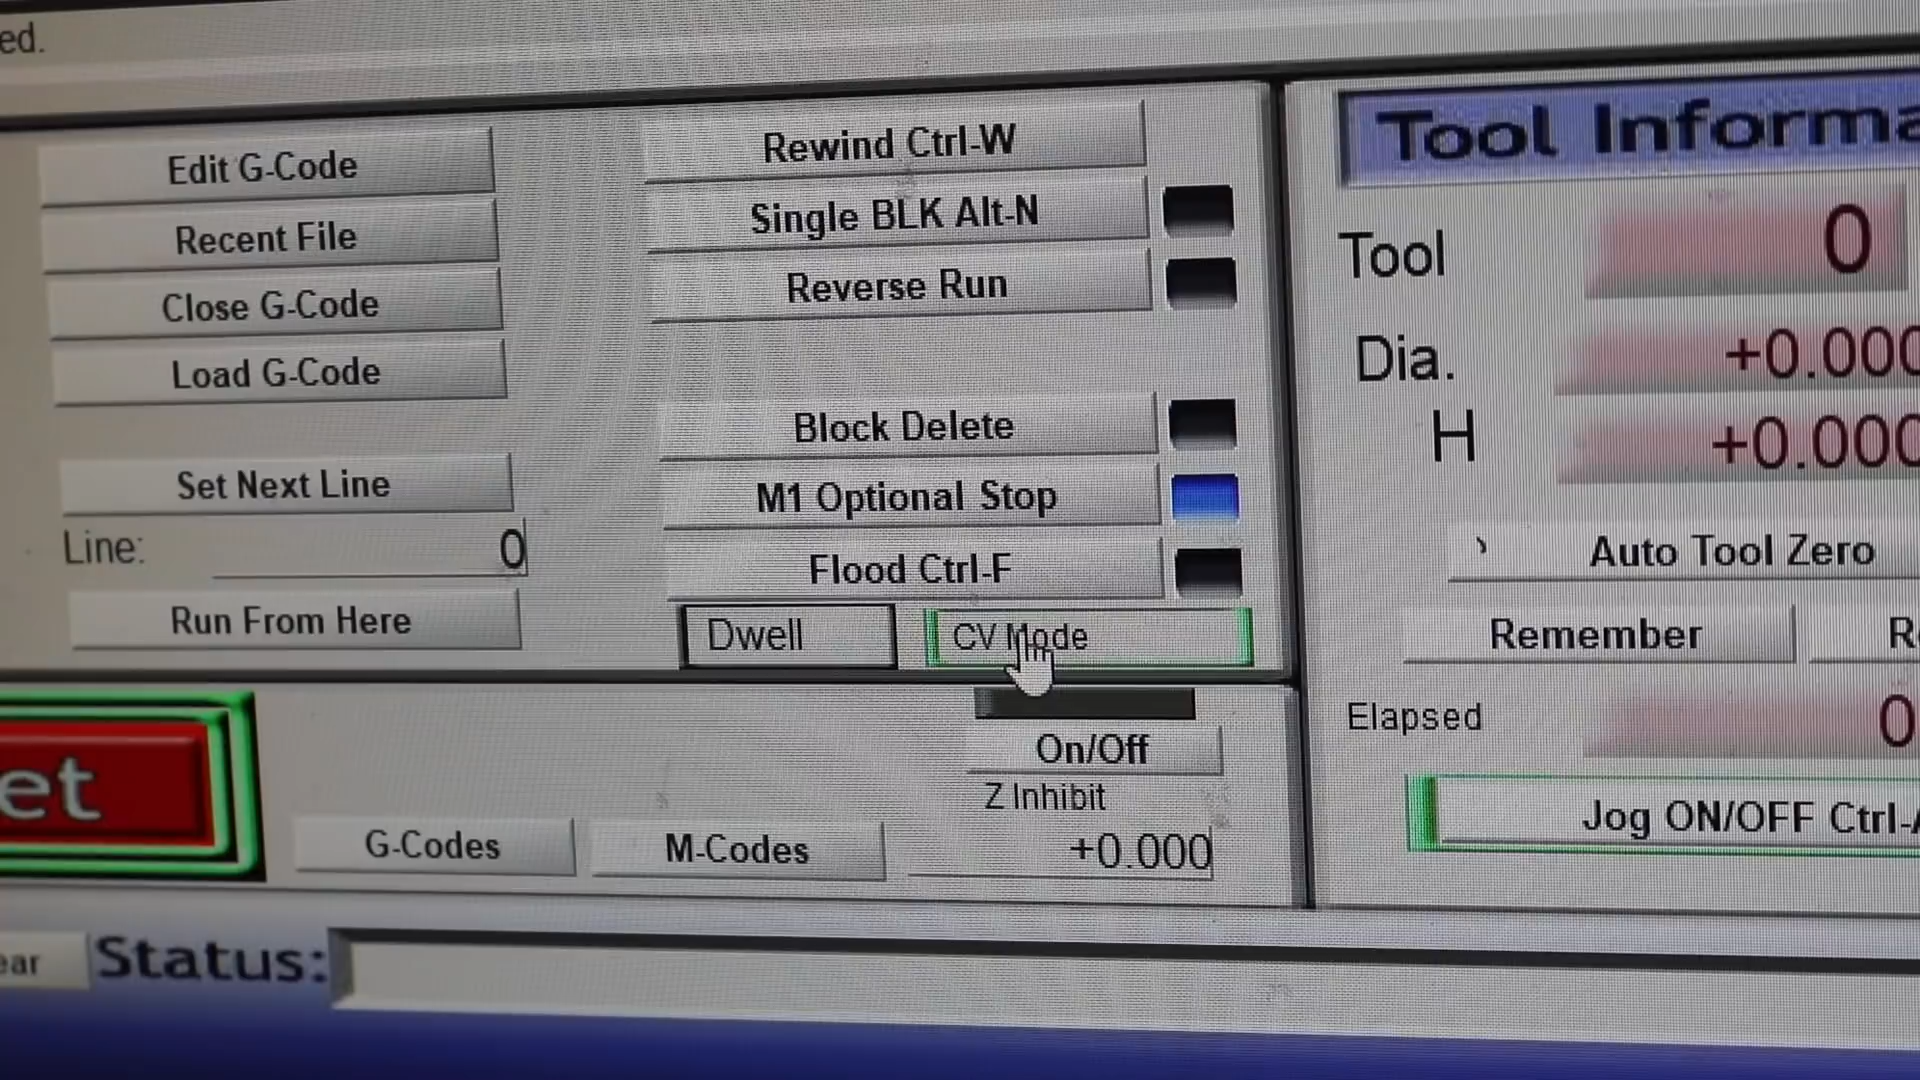 ed.
Edit G-Code
Recent File
Close G-Code
Load G-Code
Set Next Line
Line: 0
Run From Here
Rewind Ctrl-W
Single BLK Alt-N
Reverse Run
Block Delete
M1 Optional Stop
Flood Ctrl-F
Dwell
CV Mode
et
G-Codes
M-Codes
On/Off
Z Inhibit
+0.000
Tool Informa
Tool 0
Dia. +0.000
H +0.000
Auto Tool Zero
Remember
R
Elapsed 0
Jog ON/OFF Ctrl-A
ear
Status: